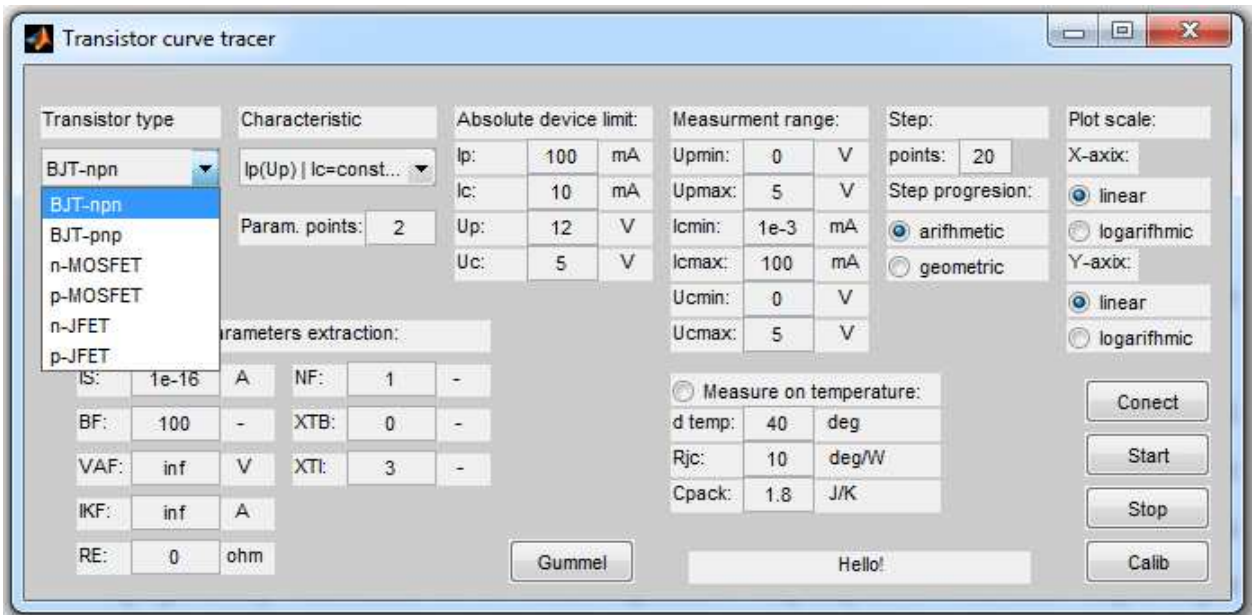 Transistor curve tracer
Transistor type
BJT-npn
BJT-npn
BJT-pnp
n-MOSFET
p-MOSFET
n-JFET
p-JFET
Characteristic
Ip(Up) | Ic=const...
Param. points: 2
Absolute device limit:
Ip: 100 mA
Ic: 10 mA
Up: 12 V
Uc: 5 V
Measurment range:
Upmin: 0 V
Upmax: 5 V
Icmin: 1e-3 mA
Icmax: 100 mA
Ucmin: 0 V
Ucmax: 5 V
Step:
points: 20
Step progresion:
arifhmetic
geometric
Plot scale:
X-axix:
linear
logarifhmic
Y-axix:
linear
logarifhmic
rameters extraction:
IS: 1e-16 A NF: 1 -
BF: 100 - XTB: 0 -
VAF: inf V XTI: 3 -
IKF: inf A
RE: 0 ohm
Gummel
Measure on temperature:
d temp: 40 deg
Rjc: 10 deg/W
Cpack: 1.8 J/K
Hello!
Conect
Start
Stop
Calib